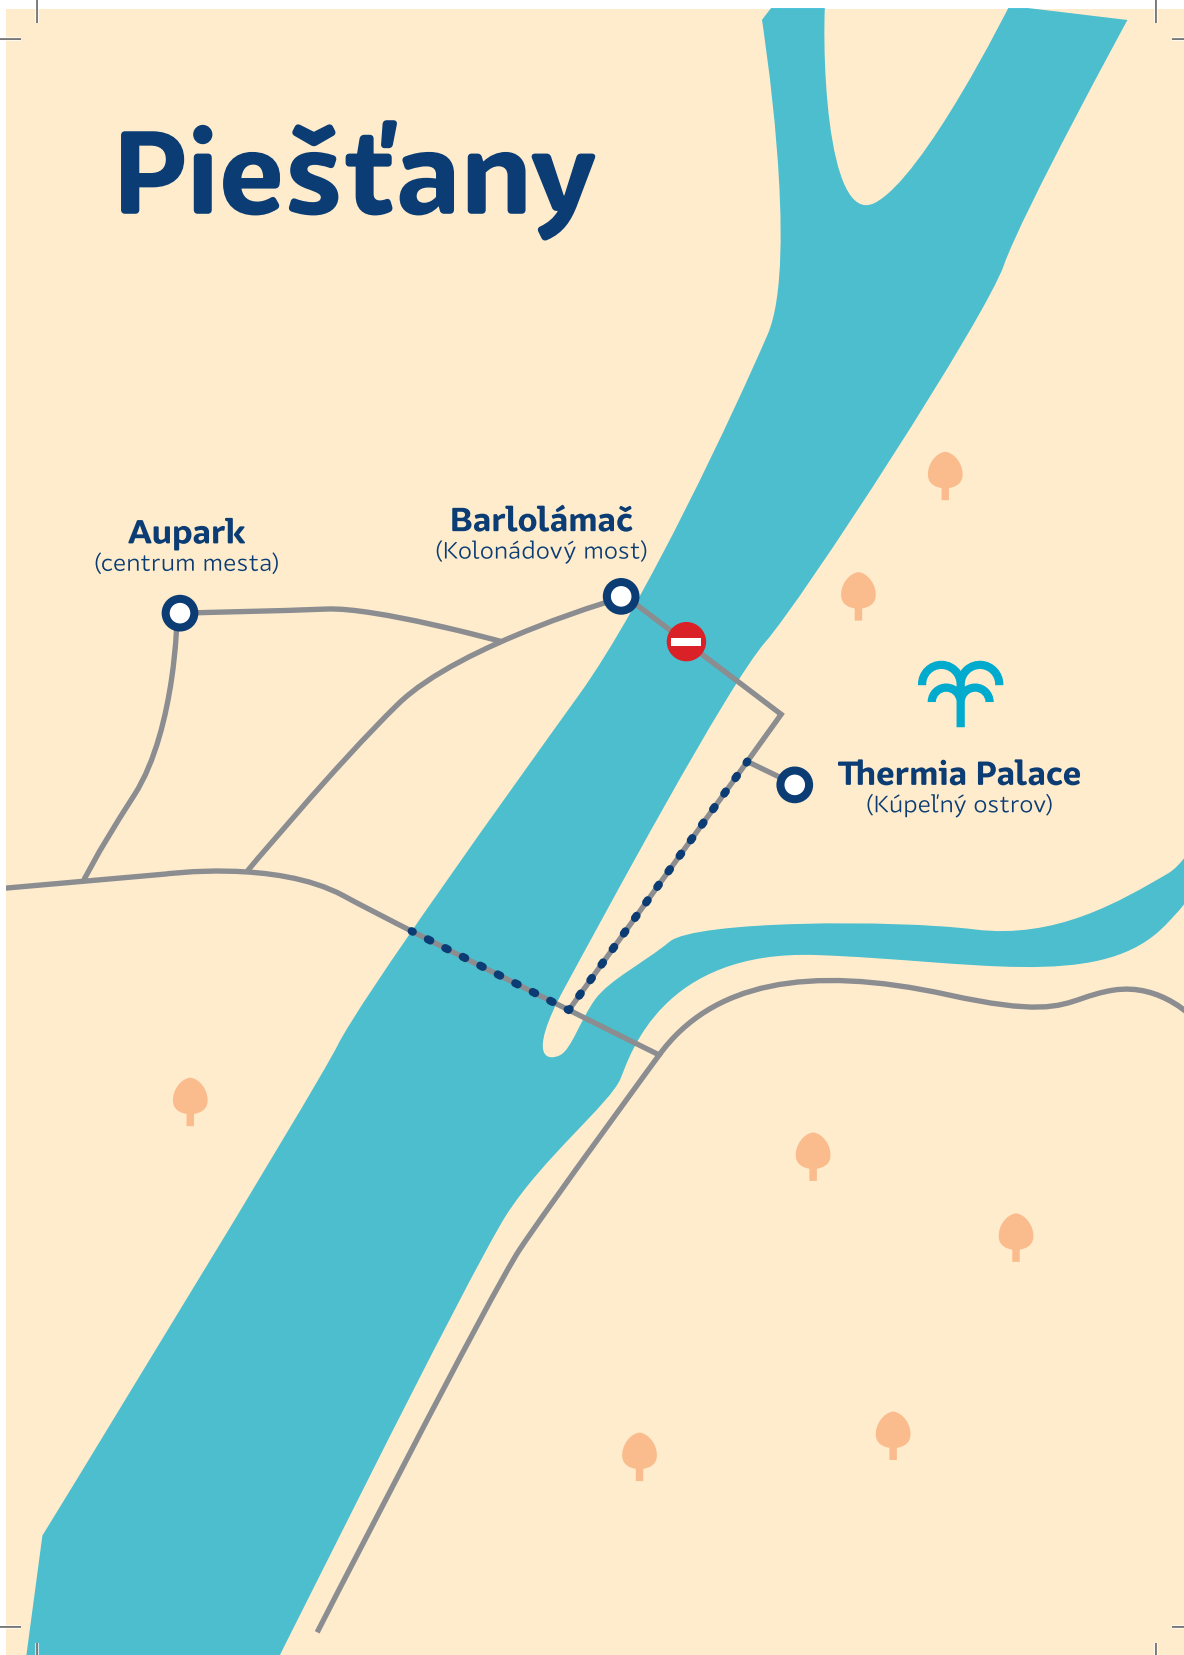 Piešťany
Aupark
(centrum mesta)
Barlolámač
(Kolonádový most)
Thermia Palace
(Kúpeľný ostrov)